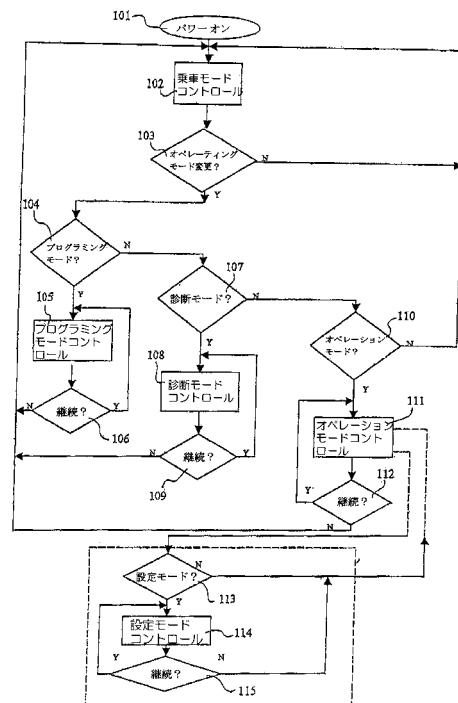 101
パワーオン
乗車モード
コントロール
102
103
オペレーティング
モード変更？
N
Y
104
プログラミング
モード？
N
Y
107
診断モード？
N
Y
110
オペレーション
モード？
N
Y
105
プログラミング
モードコント
ロール
108
診断モード
コントロール
111
オペレーション
モードコント
ロール
N
継続？
Y
106
N
継続？
Y
109
Y
継続？
112
N
設定モード？
N
113
Y
設定モード
コントロール
114
Y
継続？
N
115